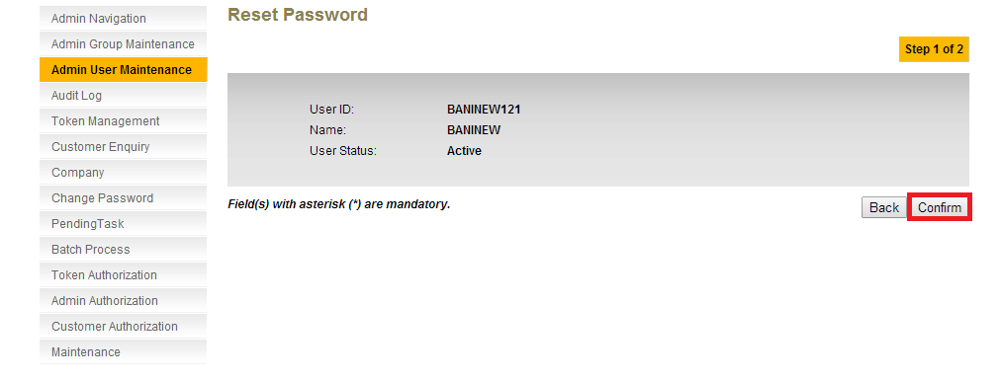 Admin Navigation
Admin Group Maintenance
Admin User Maintenance
Audit Log
Token Management
Customer Enquiry
Company
Change Password
PendingTask
Batch Process
Token Authorization
Admin Authorization
Customer Authorization
Maintenance
Reset Password
Step 1 of 2
User ID: BANINEW121
Name: BANINEW
User Status: Active
Field(s) with asterisk (*) are mandatory.
Back Confirm